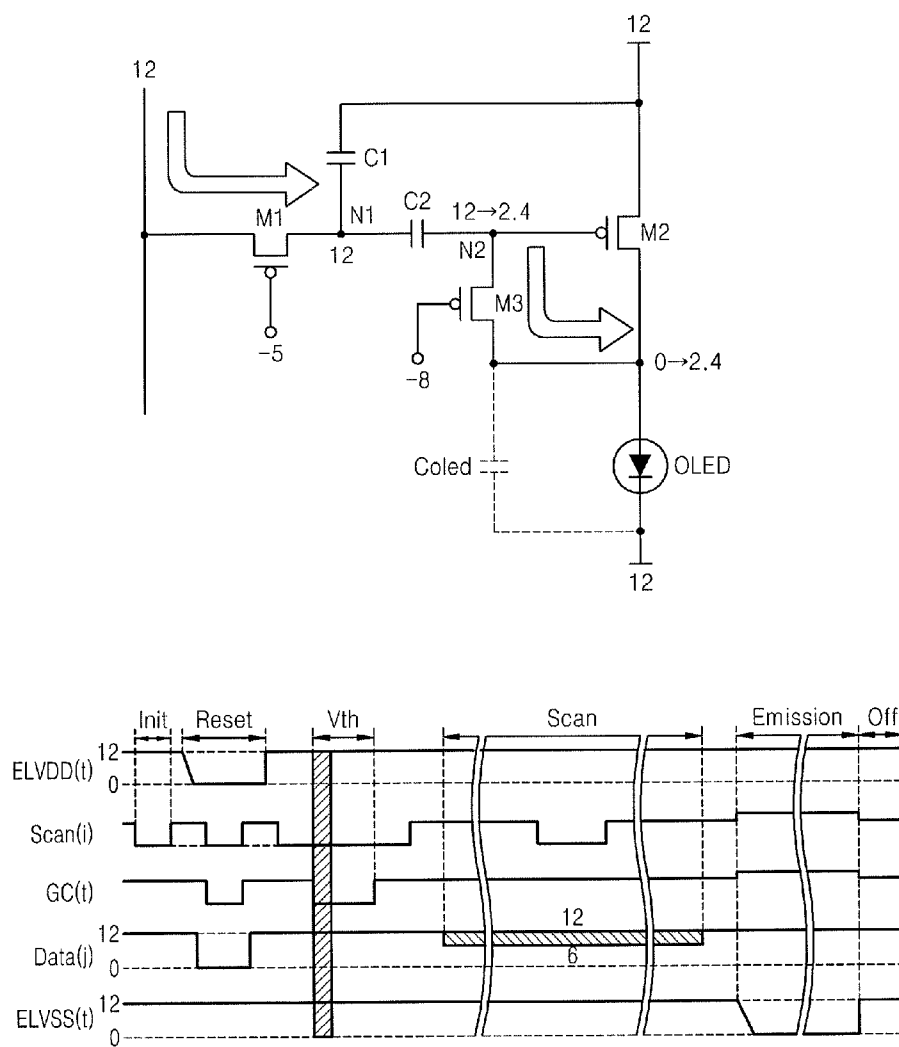 12
12
C1
M1
N1
C2
12→2.4
M2
12
N2
M3
-5
-8
0→2.4
Coled
OLED
12
Init
Reset
Vth
Scan
Emission
Off
ELVDD(t)
12
0
Scan(i)
GC(t)
Data(j)
12
0
12
6
ELVSS(t)
12
0